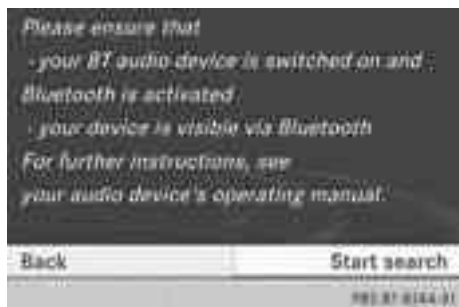 Please ensure that
- your BT audio device is switched on and
Bluetooth is activated
- your device is visible via Bluetooth
For further instructions, see
your audio device's operating manual.
Back
Start search